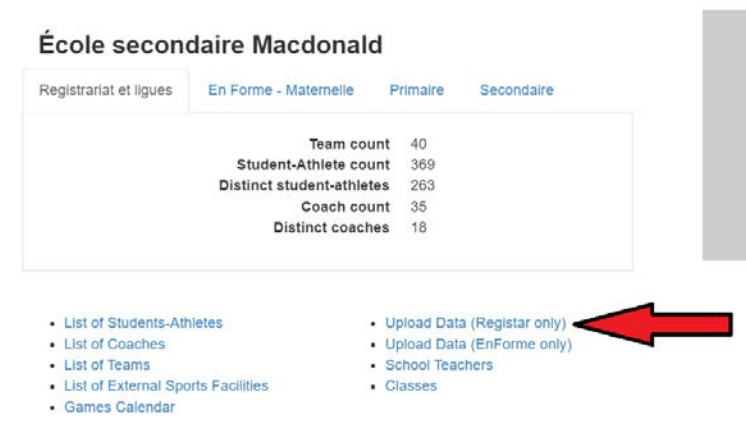 École secondaire Macdonald
Registrariat et ligues En Forme - Maternelle Primaire Secondaire
Team count 40
Student-Athlete count 369
Distinct student-athletes 263
Coach count 35
Distinct coaches 18
• List of Students-Athletes
• List of Coaches
• List of Teams
• List of External Sports Facilities
• Games Calendar
• Upload Data (Registar only)
• Upload Data (EnForme only)
• School Teachers
• Classes